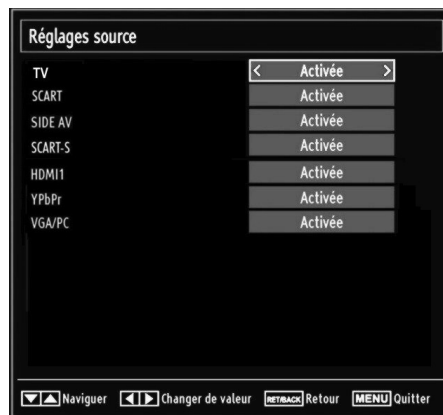 Réglages source
TV < Activée >
SCART Activée
SIDE AV Activée
SCART-S Activée
HDMI1 Activée
YPbPr Activée
VGA/PC Activée
Naviguer Changer de valeur RET/BACK Retour MENU Quitter